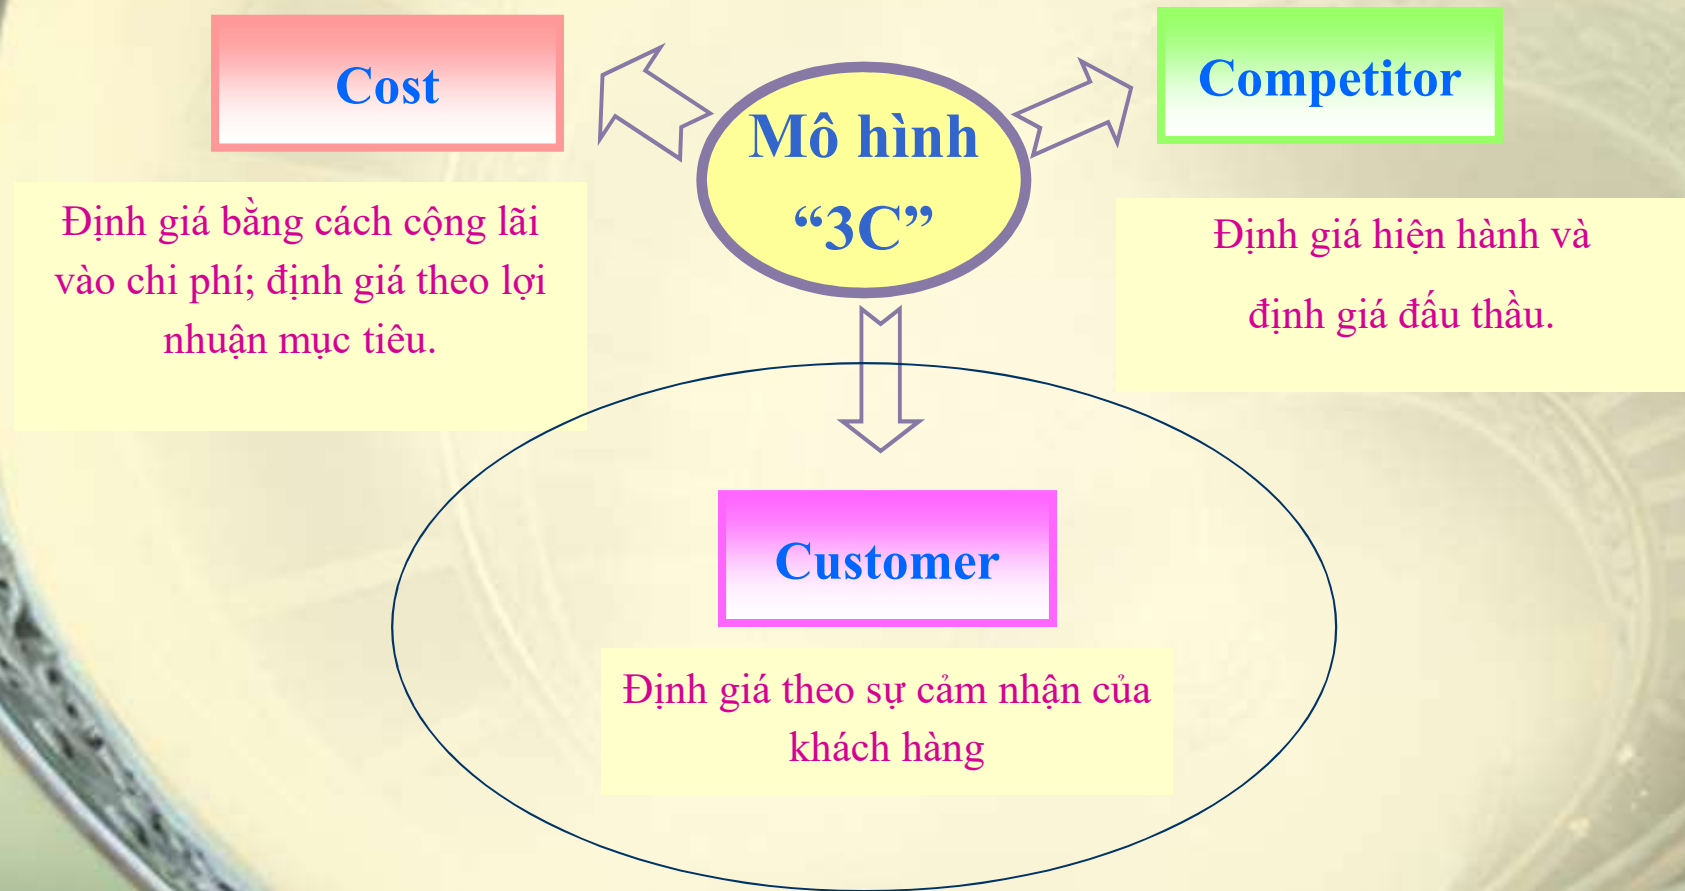 Cost
Competitor
Mô hình
“3C”
Định giá bằng cách cộng lãi
vào chi phí; định giá theo lợi
nhuận mục tiêu.
Định giá hiện hành và
định giá đấu thầu.
Customer
Định giá theo sự cảm nhận của
khách hàng